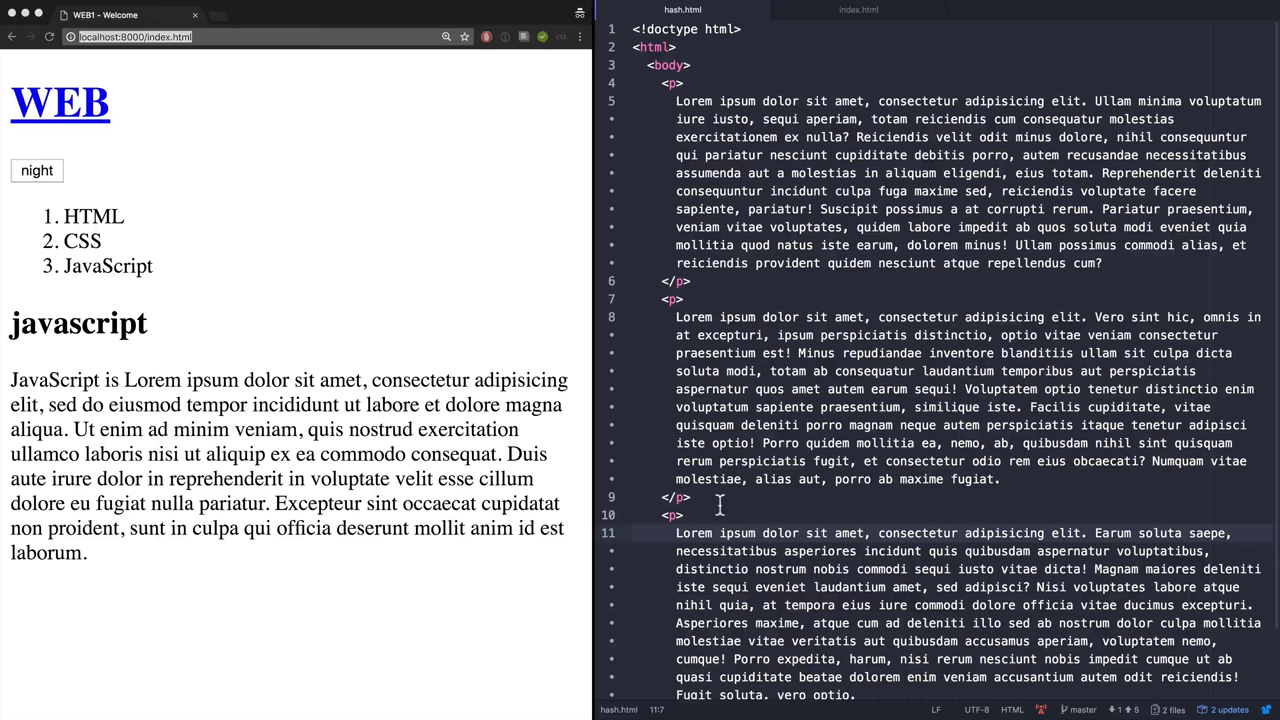 WEB1 - Welcome
localhost:8000/index.html
WEB
night
1. HTML
2. CSS
3. JavaScript
javascript
JavaScript is Lorem ipsum dolor sit amet, consectetur adipisicing
elit, sed do eiusmod tempor incididunt ut labore et dolore magna
aliqua. Ut enim ad minim veniam, quis nostrud exercitation
ullamco laboris nisi ut aliquip ex ea commodo consequat. Duis
aute irure dolor in reprehenderit in voluptate velit esse cillum
dolore eu fugiat nulla pariatur. Excepteur sint occaecat cupidatat
non proident, sunt in culpa qui officia deserunt mollit anim id est
laborum.
hash.html
index.html
1 <!doctype html>
2 <html>
3 <body>
4 <p>
5 Lorem ipsum dolor sit amet, consectetur adipisicing elit. Ullam minima voluptatum
iure iusto, sequi aperiam, totam reiciendis cum consequatur molestias
exercitationem ex nulla? Reiciendis velit odit minus dolore, nihil consequuntur
qui pariatur nesciunt cupiditate debitis porro, autem recusandae necessitatibus
assumenda aut a molestias in aliquam eligendi, eius totam. Reprehenderit deleniti
consequuntur incidunt culpa fuga maxime sed, reiciendis voluptate facere
sapiente, pariatur! Suscipit possimus a at corrupti rerum. Pariatur praesentium,
veniam vitae voluptates, quidem labore impedit ab quos soluta modi eveniet quia
mollitia quod natus iste earum, dolorem minus! Ullam possimus commodi alias, et
reiciendis provident quidem nesciunt atque repellendus cum?
6 </p>
7 <p>
8 Lorem ipsum dolor sit amet, consectetur adipisicing elit. Vero sint hic, omnis in
at excepturi, ipsum perspiciatis distinctio, optio vitae veniam consectetur
praesentium est! Minus repudiandae inventore blanditiis ullam sit culpa dicta
soluta modi, totam ab consequatur laudantium temporibus aut perspiciatis
aspernatur quos amet autem earum sequi! Voluptatem optio tenetur distinctio enim
voluptatum sapiente praesentium, similique iste. Facilis cupiditate, vitae
quisquam deleniti porro magnam neque autem perspiciatis itaque tenetur adipisci
iste optio! Porro quidem mollitia ea, nemo, ab, quibusdam nihil sint quisquam
rerum perspiciatis fugit, et consectetur odio rem eius obcaecati? Numquam vitae
molestiae, alias aut, porro ab maxime fugiat.
9 </p>
10 <p>
11 Lorem ipsum dolor sit amet, consectetur adipisicing elit. Earum soluta saepe,
necessitatibus asperiores incidunt quis quibusdam aspernatur voluptatibus,
distinctio nostrum nobis commodi sequi iusto vitae dicta! Magnam maiores deleniti
iste sequi eveniet laudantium amet, sed adipisci? Nisi voluptates labore atque
nihil quia, at tempora eius iure commodi dolore officia vitae ducimus excepturi.
Asperiores maxime, atque cum ad deleniti illo sed ab nostrum dolor culpa mollitia
molestiae vitae veritatis aut quibusdam accusamus aperiam, voluptatem nemo,
cumque! Porro expedita, harum, nisi rerum nesciunt nobis impedit cumque ut ab
quasi cupiditate beatae dolorem enim veniam accusantium autem odit reiciendis!
Fugit soluta, vero optio.
hash.html 11:7 LF UTF-8 HTML master 1 5 2 files 2 updates